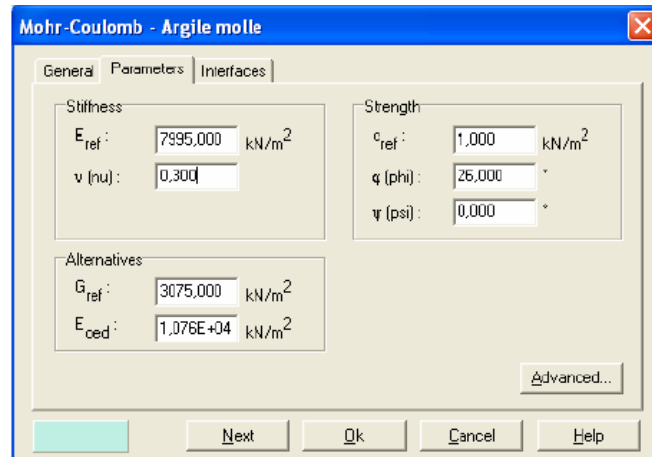 Mohr-Coulomb - Argile molle
General Parameters Interfaces
Stiffness
E_ref : 7995,000 kN/m²
ν (nu) : 0,300
Strength
c_ref : 1,000 kN/m²
φ (phi) : 26,000 °
ψ (psi) : 0,000 °
Alternatives
G_ref : 3075,000 kN/m²
E_oed : 1,076E+04 kN/m²
Advanced...
Next Ok Cancel Help